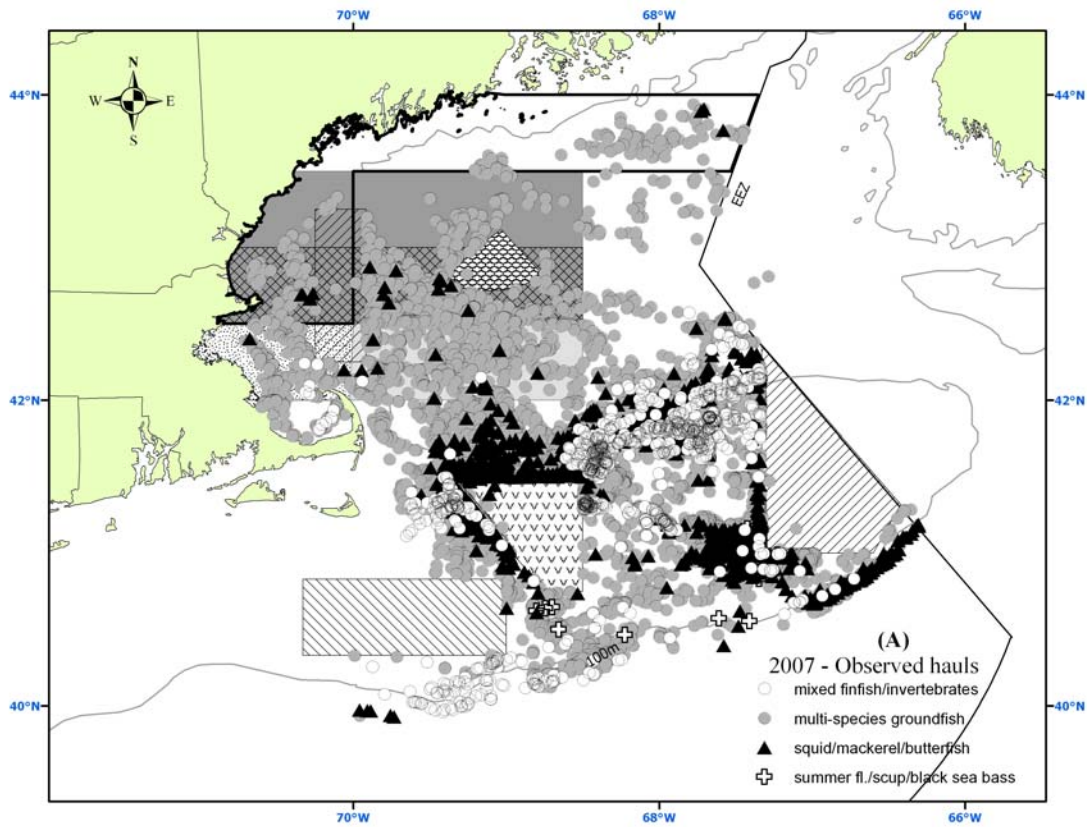 70°W 68°W 66°W
N
W E
S
44°N 44°N
EEZ
42°N 42°N
100m
(A)
2007 - Observed hauls
mixed finfish/invertebrates
40°N 40°N
multi-species groundfish
squid/mackerel/butterfish
summer fl./scup/black sea bass
70°W 68°W 66°W